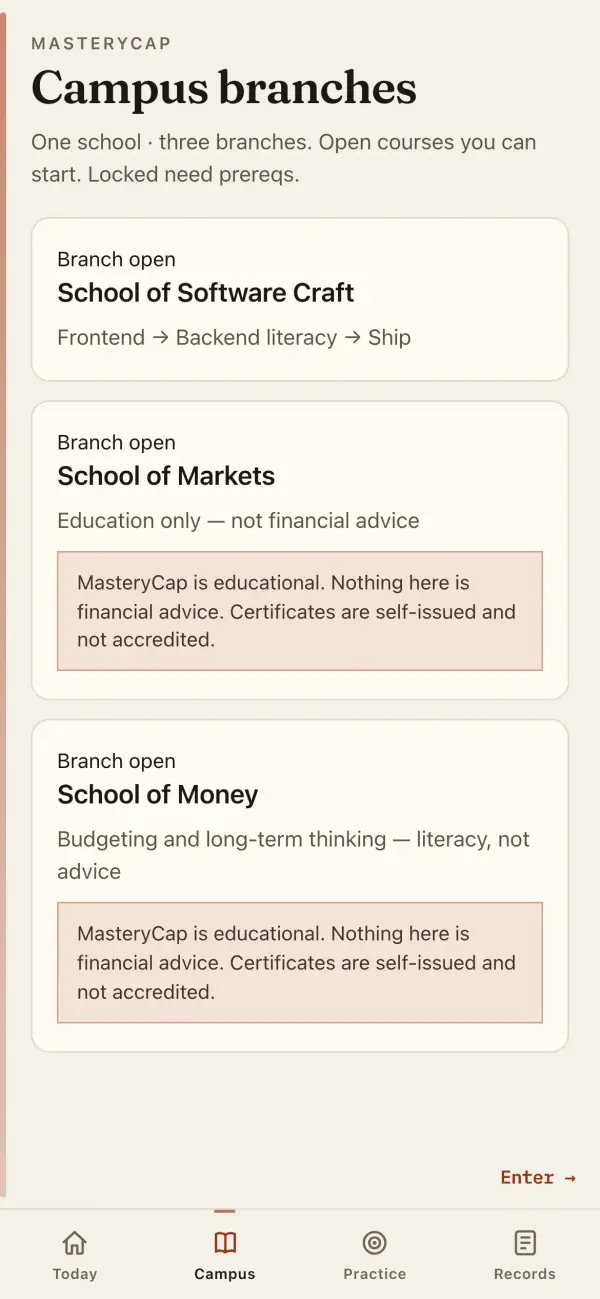 MASTERYCAP
Campus branches
One school · three branches. Open courses you can
start. Locked need prereqs.
Branch open
School of Software Craft
Frontend → Backend literacy → Ship
Branch open
School of Markets
Education only — not financial advice
MasteryCap is educational. Nothing here is
financial advice. Certificates are self-issued and
not accredited.
Branch open
School of Money
Budgeting and long-term thinking — literacy, not
advice
MasteryCap is educational. Nothing here is
financial advice. Certificates are self-issued and
not accredited.
Enter →
Today
Campus
Practice
Records